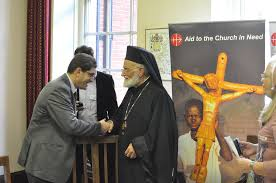 Aid to the Church in Need